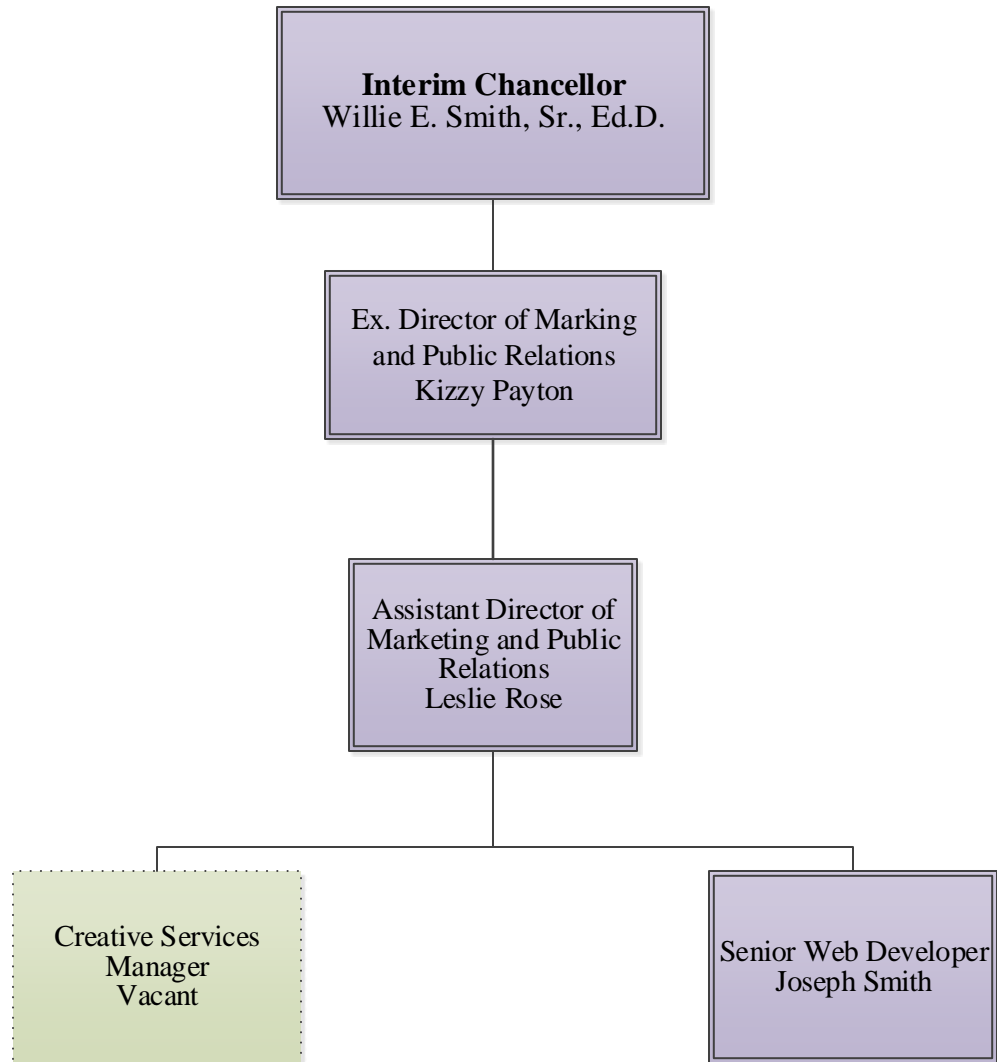 Interim Chancellor
Willie E. Smith, Sr., Ed.D.
Ex. Director of Marking
and Public Relations
Kizzy Payton
Assistant Director of
Marketing and Public
Relations
Leslie Rose
Creative Services
Manager
Vacant
Senior Web Developer
Joseph Smith